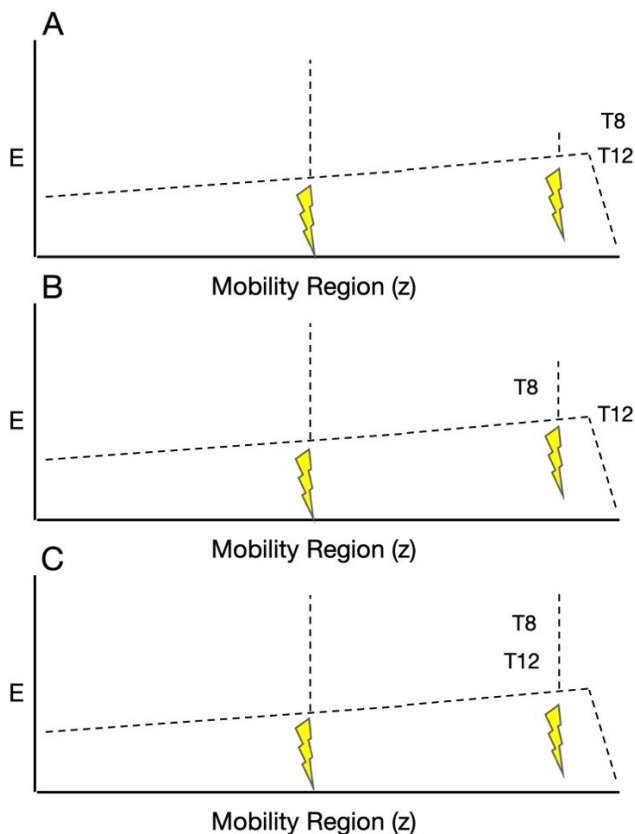 A
T8
E
T12
Mobility Region (z)
B
T8
E
T12
Mobility Region (z)
C
T8
T12
E
Mobility Region (z)